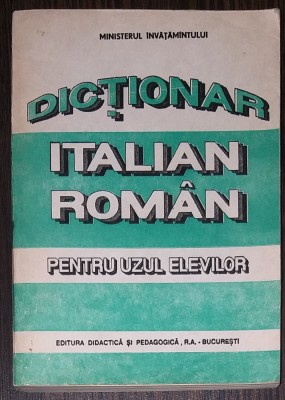 MINISTERUL ÎNVĂŢĂMÎNTULUI
DICŢIONAR
ITALIAN
ROMÂN
PENTRU UZUL ELEVILOR
EDITURA DIDACTICĂ ŞI PEDAGOGICĂ, R.A. - BUCUREŞTI